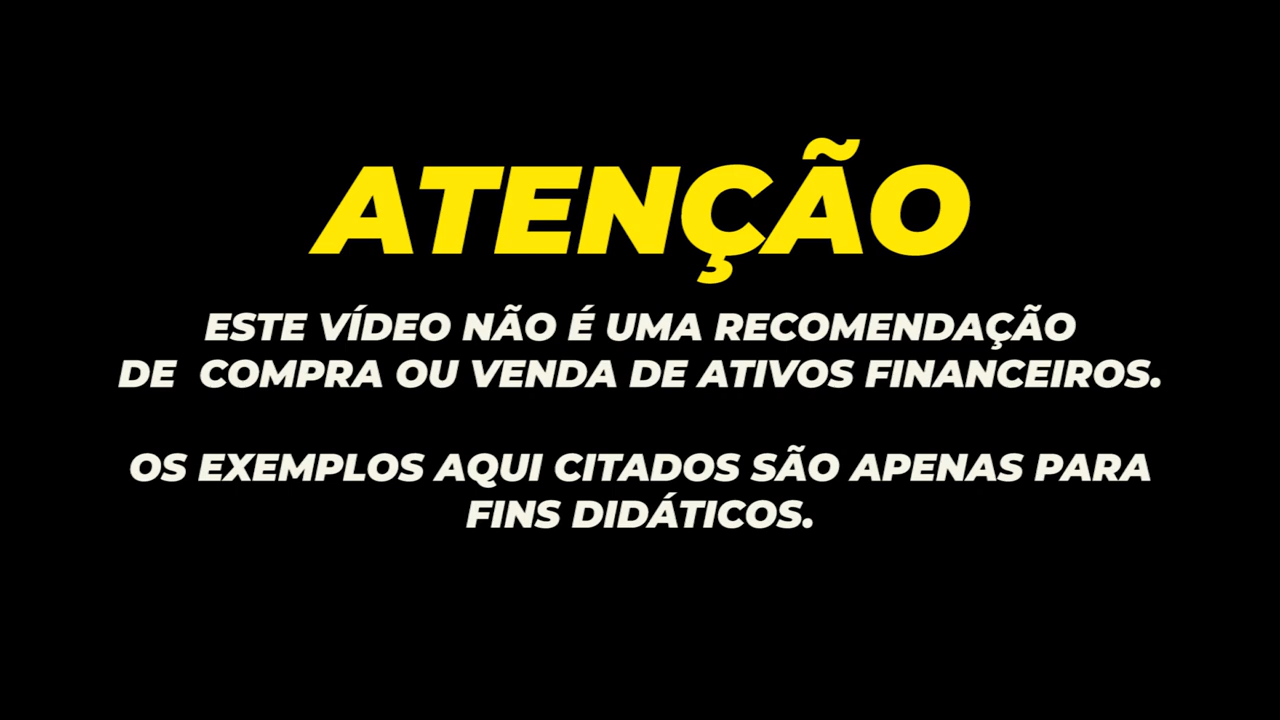 ATENÇÃO
ESTE VÍDEO NÃO É UMA RECOMENDAÇÃO
DE  COMPRA OU VENDA DE ATIVOS FINANCEIROS.
OS EXEMPLOS AQUI CITADOS SÃO APENAS PARA
FINS DIDÁTICOS.